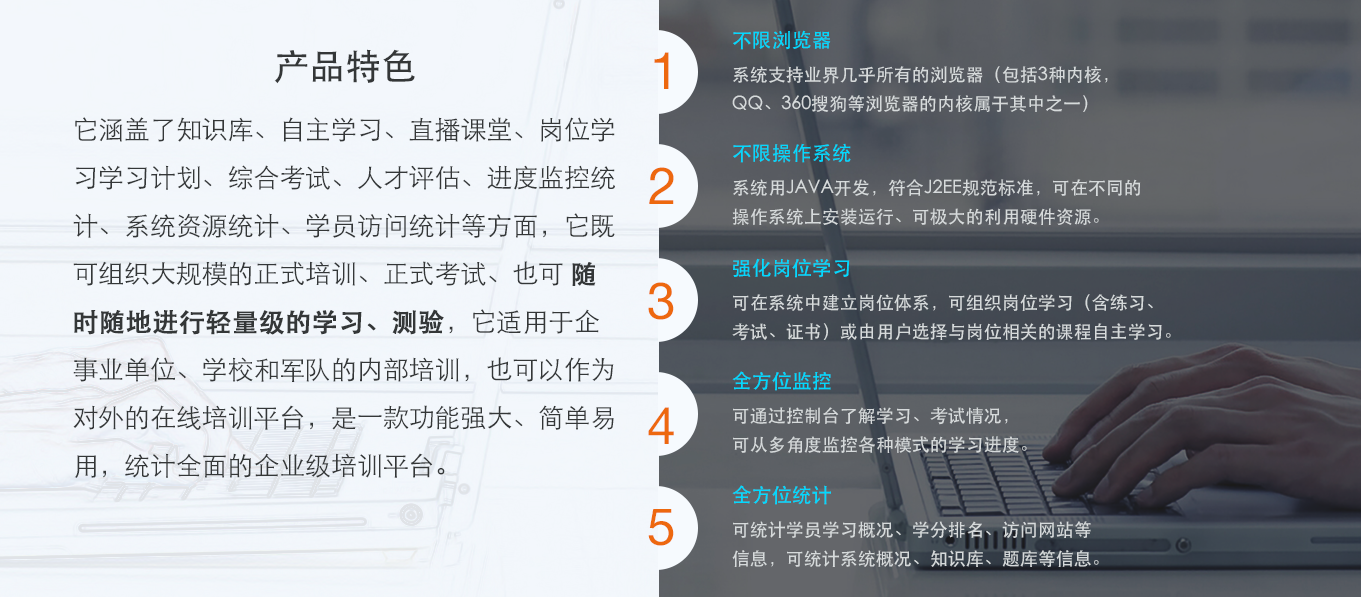 产品特色
它涵盖了知识库、自主学习、直播课堂、岗位学
习学习计划、综合考试、人才评估、进度监控统
计、系统资源统计、学员访问统计等方面，它既
可组织大规模的正式培训、正式考试、也可 随
时随地进行轻量级的学习、测验，它适用于企
事业单位、学校和军队的内部培训，也可以作为
对外的在线培训平台，是一款功能强大、简单易
用，统计全面的企业级培训平台。
1
不限浏览器
系统支持业界几乎所有的浏览器（包括3种内核，
QQ、360搜狗等浏览器的内核属于其中之一）
2
不限操作系统
系统用JAVA开发，符合J2EE规范标准，可在不同的
操作系统上安装运行、可极大的利用硬件资源。
3
强化岗位学习
可在系统中建立岗位体系，可组织岗位学习（含练习、
考试、证书）或由用户选择与岗位相关的课程自主学习。
4
全方位监控
可通过控制台了解学习、考试情况，
可从多角度监控各种模式的学习进度。
5
全方位统计
可统计学员学习概况、学分排名、访问网站等
信息，可统计系统概况、知识库、题库等信息。